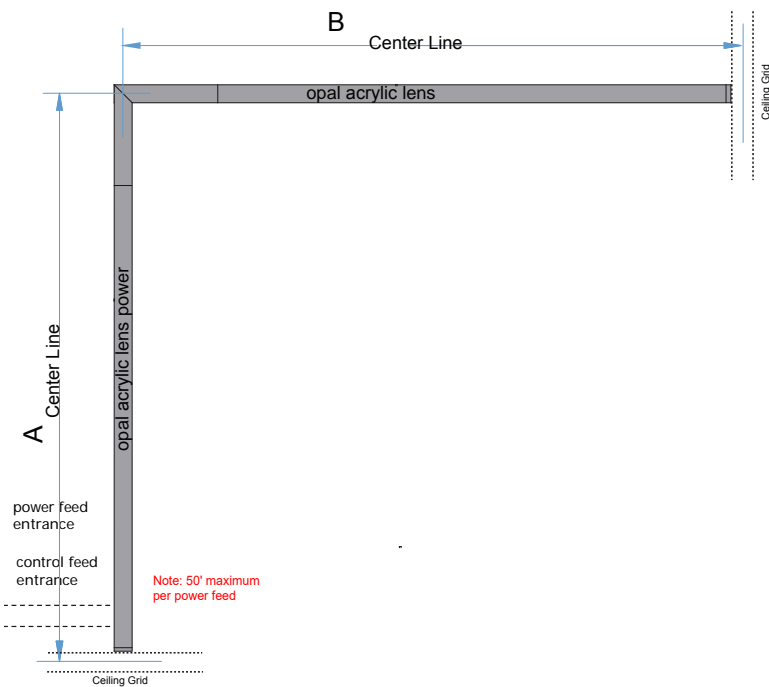 B
Center Line
opal acrylic lens
Ceiling Grid
opal acrylic lens power
Center Line
A
power feed
entrance
control feed
entrance
Note: 50' maximum
per power feed
Ceiling Grid